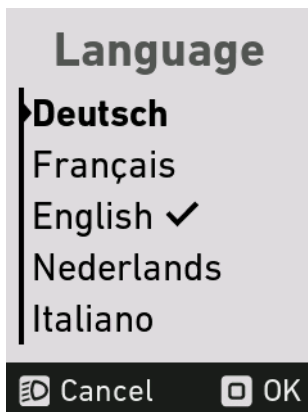 Language
Deutsch
Français
English
Nederlands
Italiano
Cancel OK